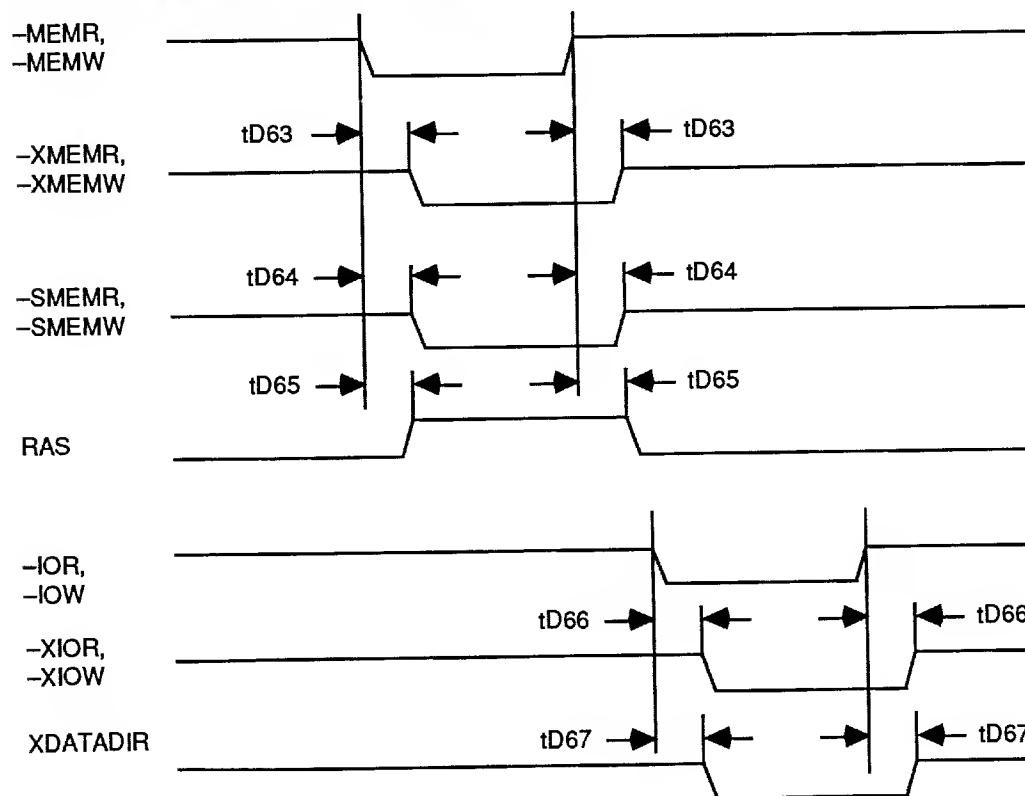 –MEMR,
–MEMW
tD63
tD63
–XMEMR,
–XMEMW
tD64
tD64
–SMEMR,
–SMEMW
tD65
tD65
RAS
–IOR,
–IOW
tD66
tD66
–XIOR,
–XIOW
tD67
tD67
XDATADIR